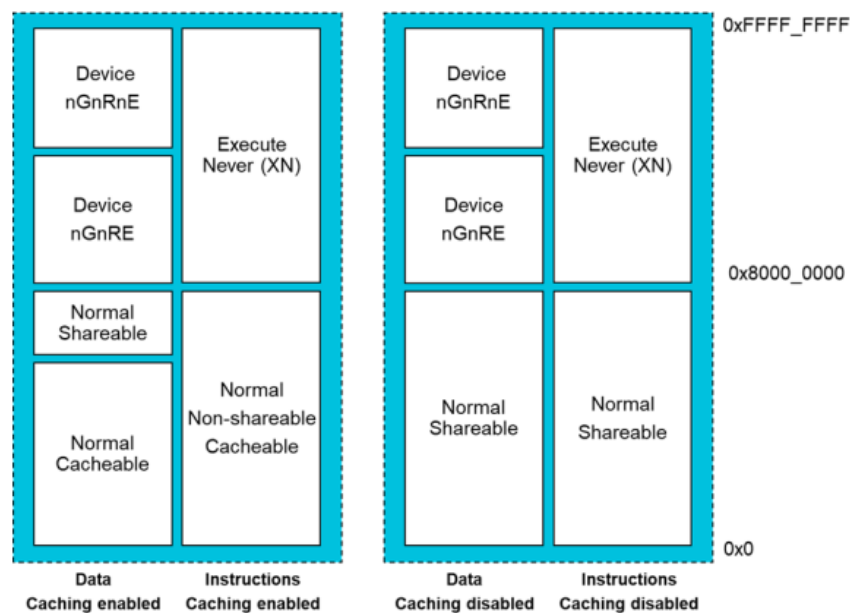 0xFFFF_FFFF
Device
nGnRnE
Execute
Never (XN)
Device
nGnRE
Normal
Shareable
Normal
Cacheable
Normal
Non-shareable
Cacheable
Device
nGnRnE
Execute
Never (XN)
Device
nGnRE
0x8000_0000
Normal
Shareable
Normal
Shareable
0x0
Data
Caching enabled
Instructions
Caching enabled
Data
Caching disabled
Instructions
Caching disabled